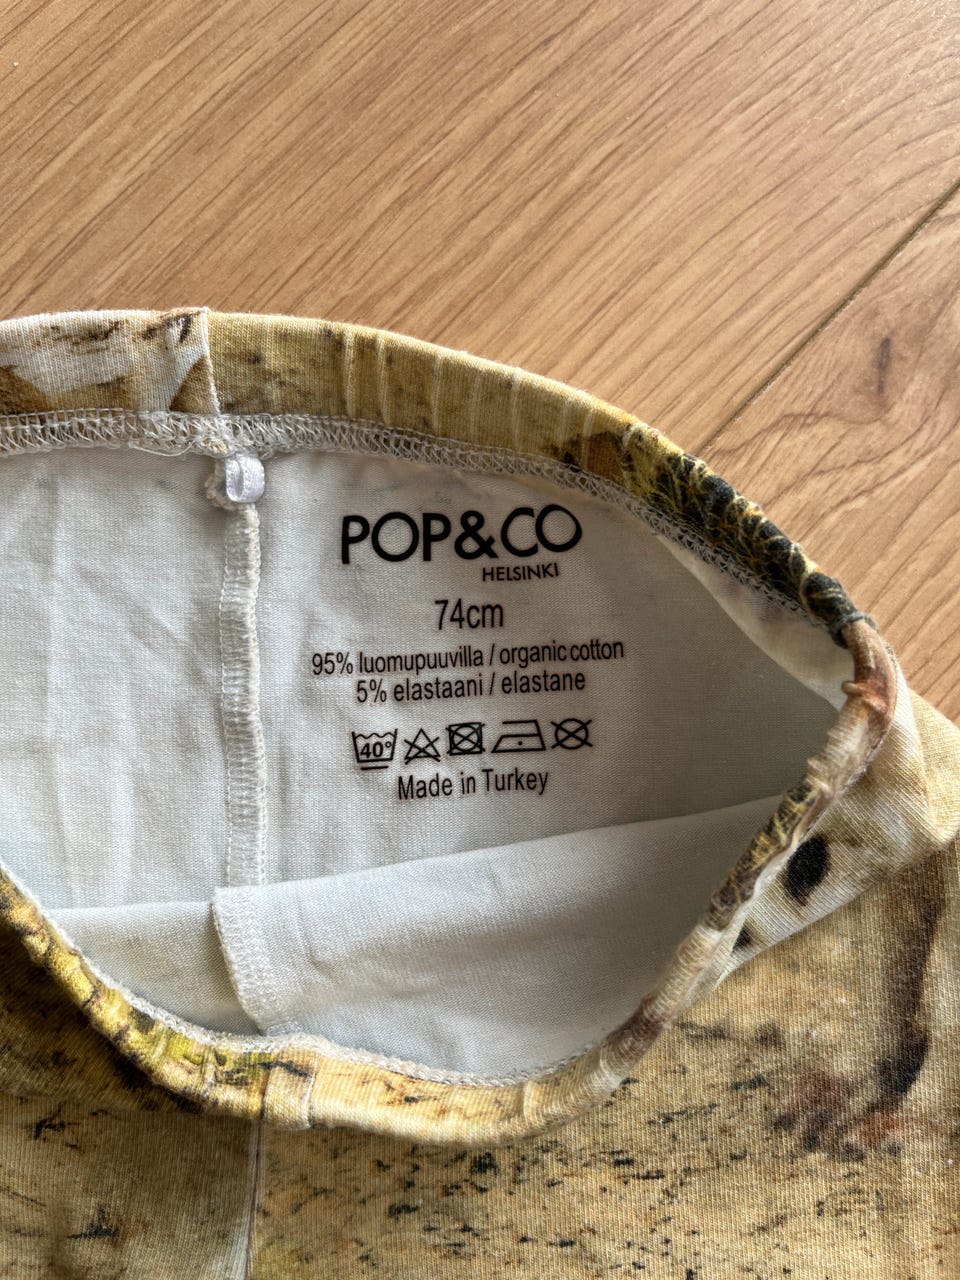 POP&CO
HELSINKI
74cm
95% luomupuuvilla / organic cotton
5% elastaani / elastane
40°
Made in Turkey